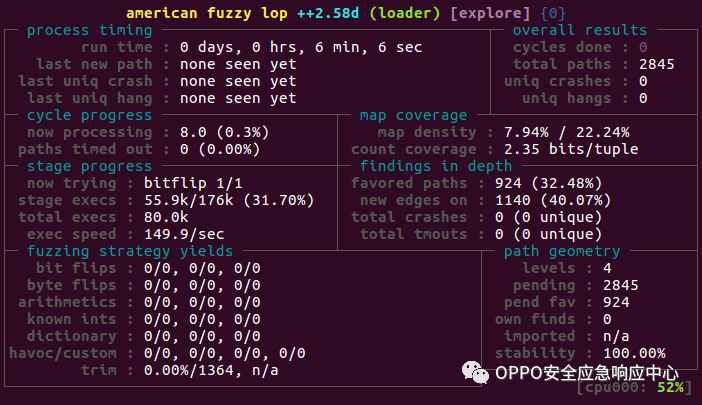 american fuzzy lop ++2.58d (loader) [explore] {0}
process timing overall results
run time : 0 days, 0 hrs, 6 min, 6 sec cycles done : 0
last new path : none seen yet total paths : 2845
last uniq crash : none seen yet uniq crashes : 0
last uniq hang : none seen yet uniq hangs : 0
cycle progress map coverage
now processing : 8.0 (0.3%) map density : 7.94% / 22.24%
paths timed out : 0 (0.00%) count coverage : 2.35 bits/tuple
stage progress findings in depth
now trying : bitflip 1/1 favored paths : 924 (32.48%)
stage execs : 55.9k/176k (31.70%) new edges on : 1140 (40.07%)
total execs : 80.0k total crashes : 0 (0 unique)
exec speed : 149.9/sec total tmouts : 0 (0 unique)
fuzzing strategy yields path geometry
bit flips : 0/0, 0/0, 0/0 levels : 4
byte flips : 0/0, 0/0, 0/0 pending : 2845
arithmetics : 0/0, 0/0, 0/0 pend fav : 924
known ints : 0/0, 0/0, 0/0 own finds : 0
dictionary : 0/0, 0/0, 0/0 imported : n/a
havoc/custom : 0/0, 0/0, 0/0, 0/0 stability : 100.00%
trim : 0.00%/1364, n/a
OPPO安全应急响应中心
[cpu000: 52%]